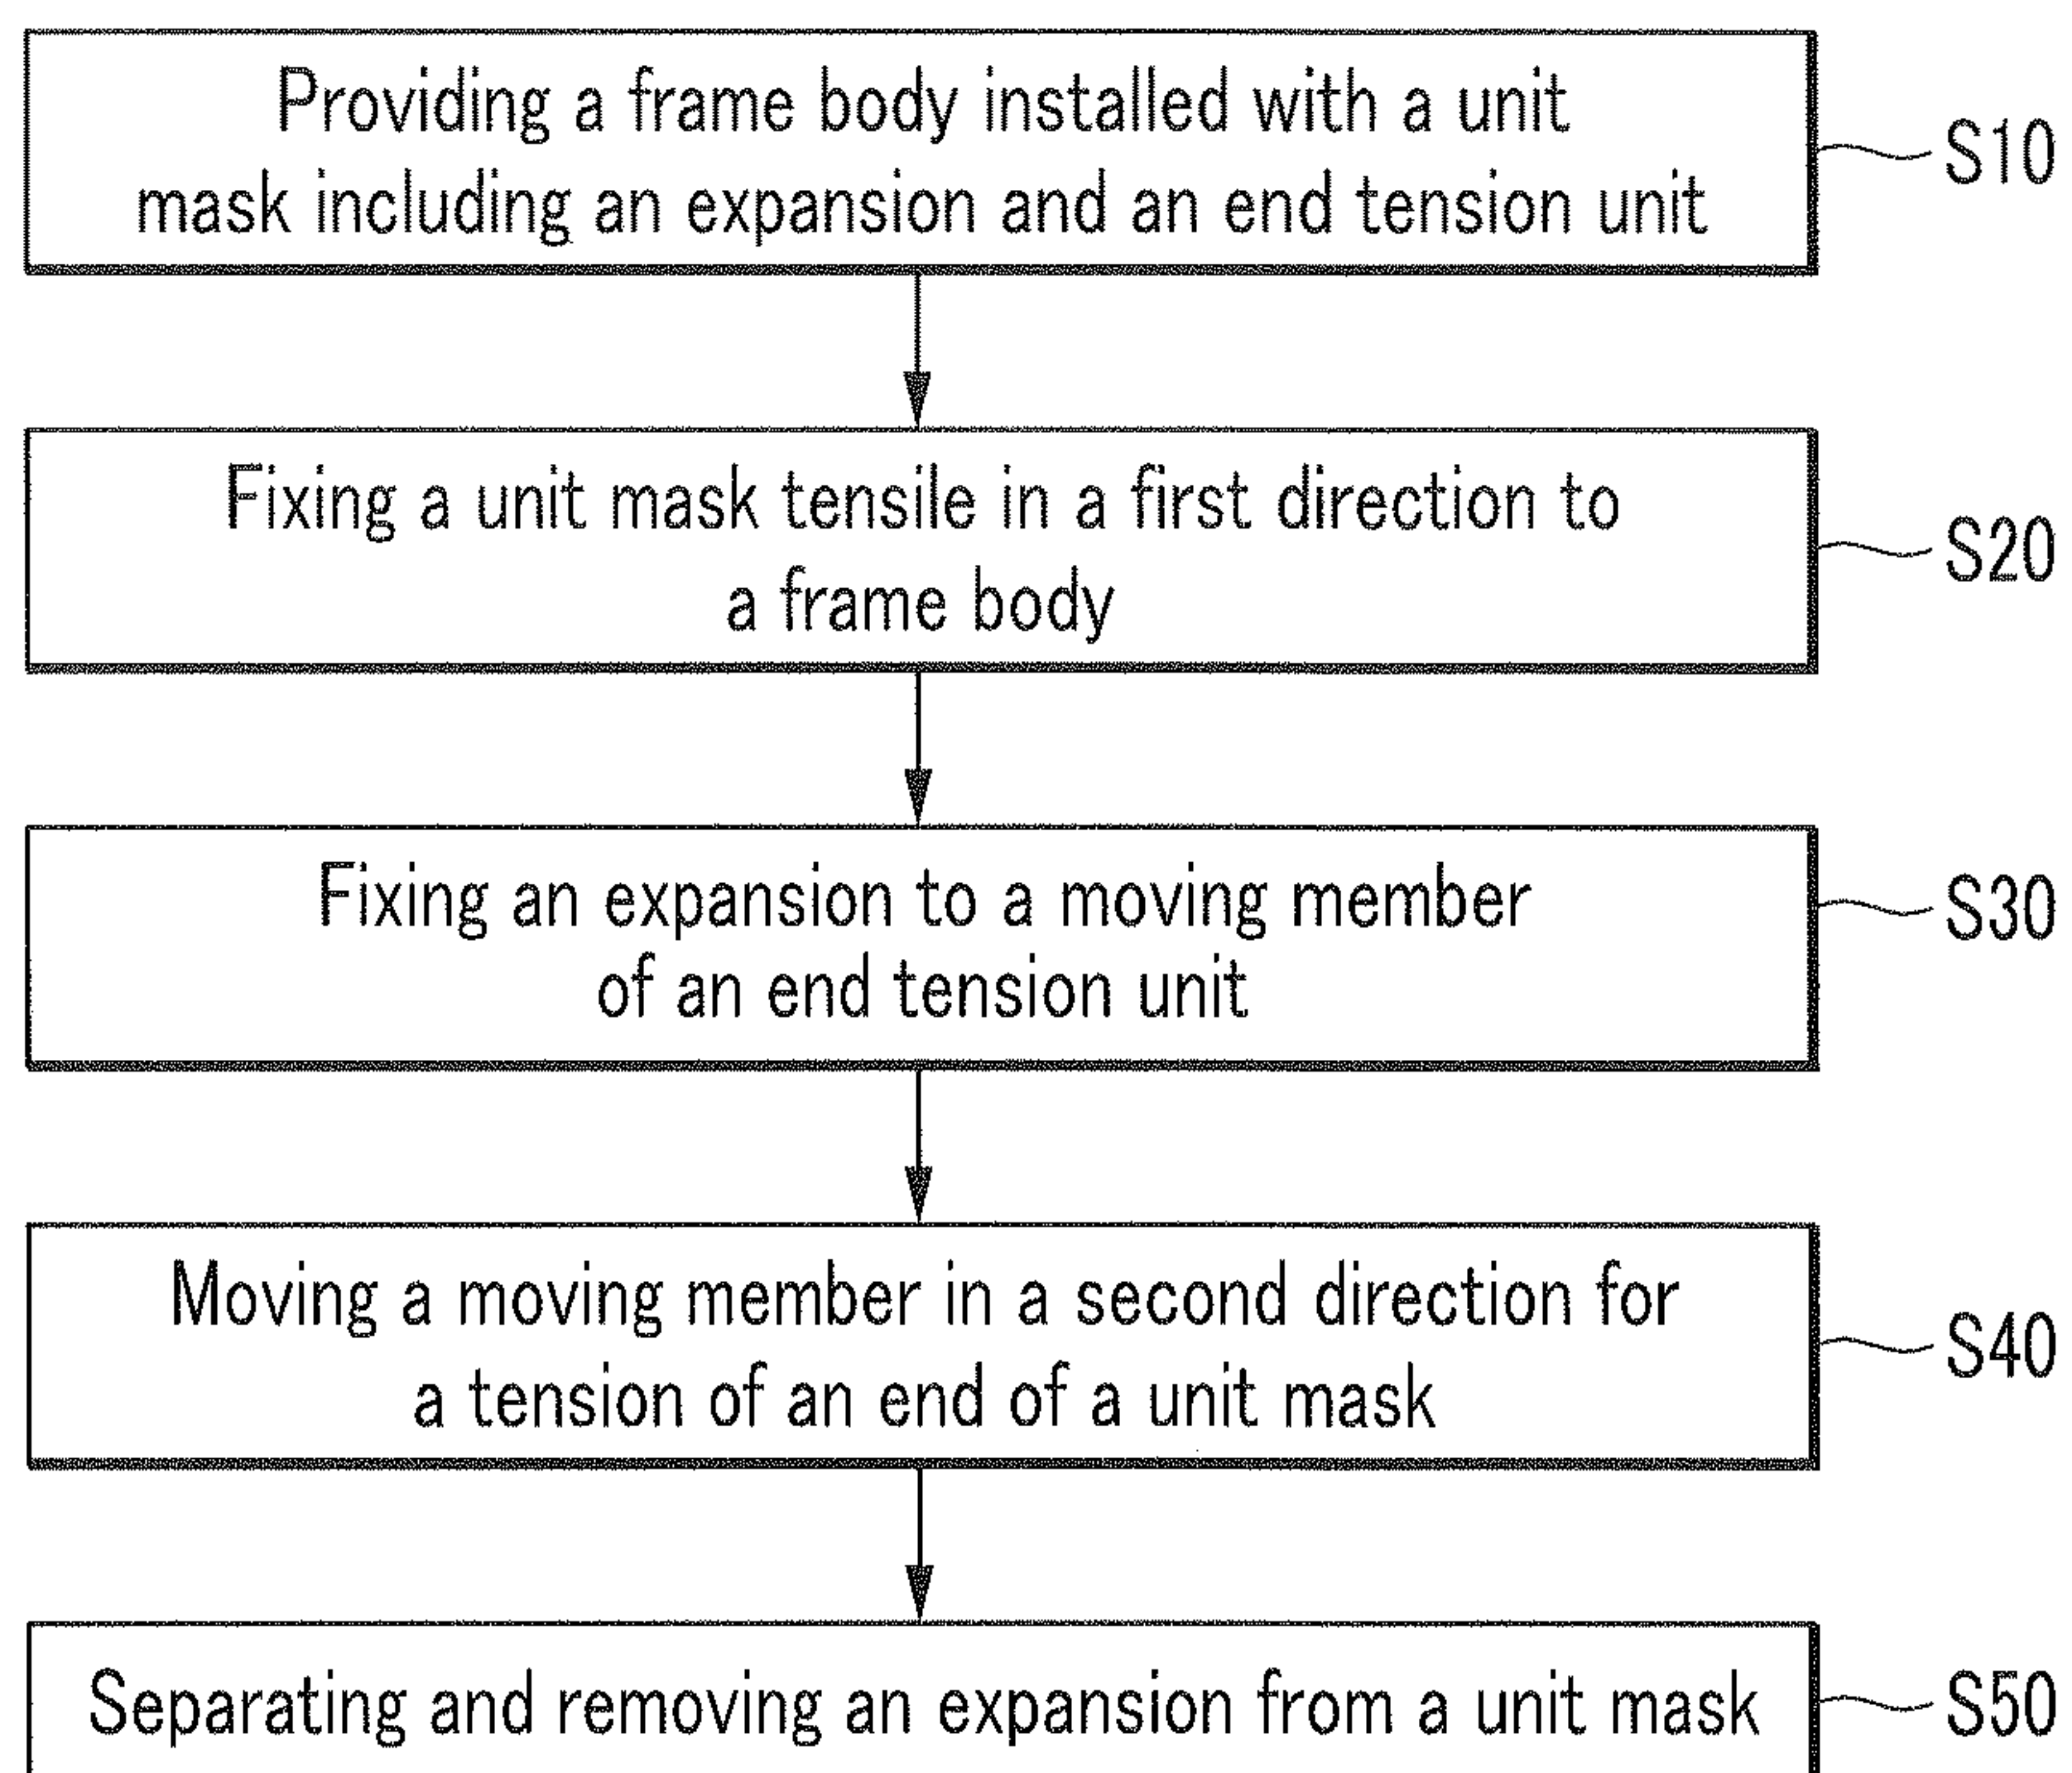 Providing a frame body installed with a unit
mask including an expansion and an end tension unit
S10
Fixing a unit mask tensile in a first direction to
a frame body
S20
Fixing an expansion to a moving member
of an end tension unit
S30
Moving a moving member in a second direction for
a tension of an end of a unit mask
S40
Separating and removing an expansion from a unit mask
S50